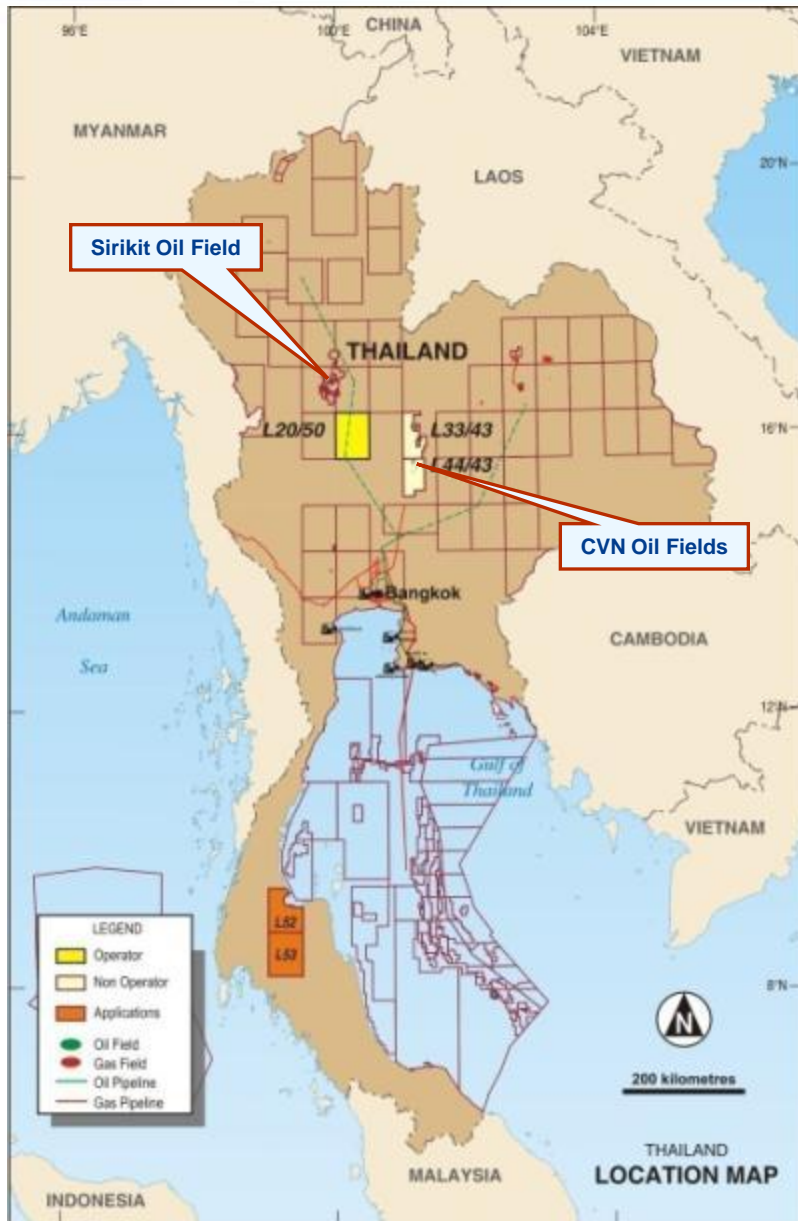 96°E
100°E
104°E
CHINA
VIETNAM
MYANMAR
LAOS
20°N
Sirikit Oil Field
THAILAND
L20/50
L33/43
16°N
L44/43
CVN Oil Fields
Bangkok
Andaman
Sea
CAMBODIA
12°N
Gulf of
Thailand
VIETNAM
LEGEND
Operator
Non Operator
Applications
Oil Field
Gas Field
Oil Pipeline
Gas Pipeline
L52
L53
8°N
N
200 kilometres
THAILAND
LOCATION MAP
MALAYSIA
INDONESIA